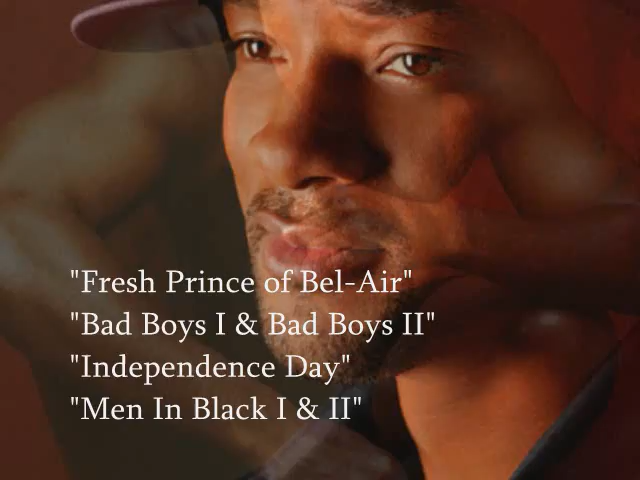 "Fresh Prince of Bel-Air"
"Bad Boys I & Bad Boys II"
"Independence Day"
"Men In Black I & II"